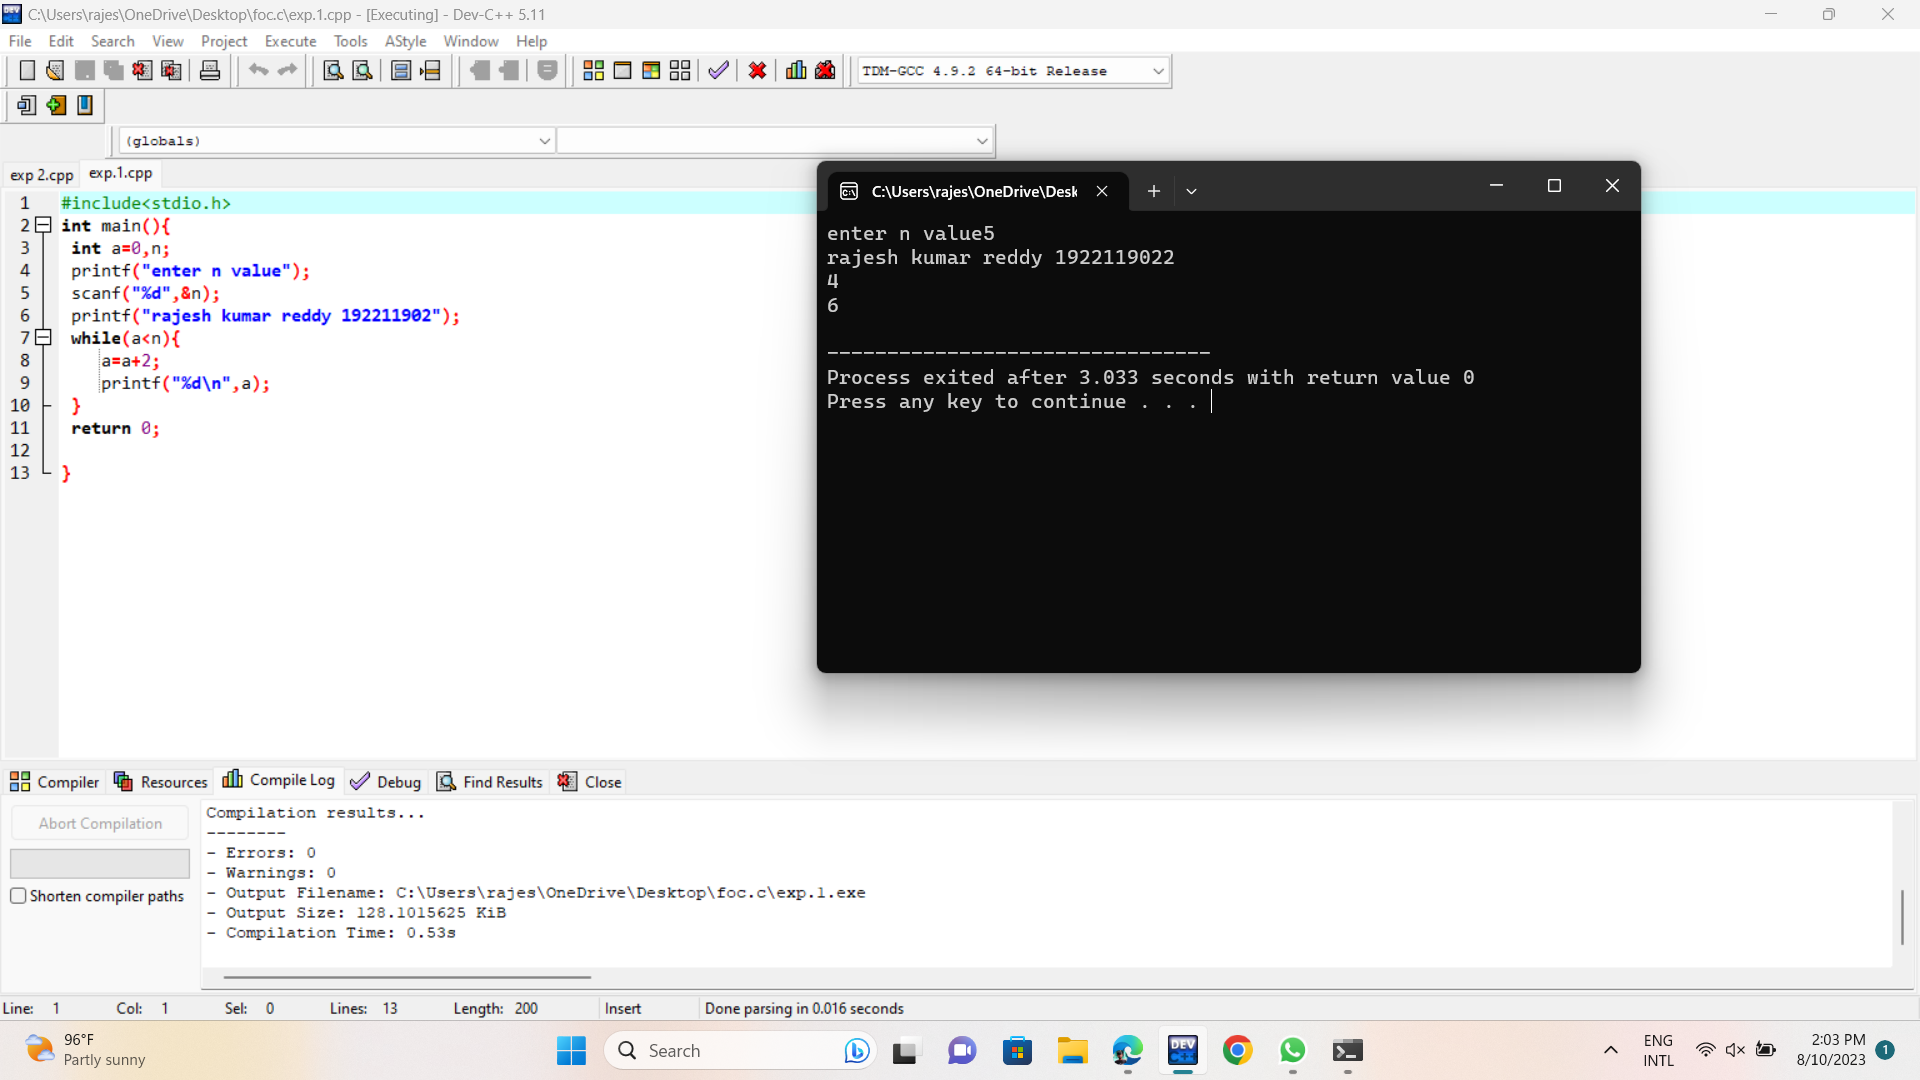 C:\Users\rajes\OneDrive\Desktop\foc.c\exp.1.cpp - [Executing] - Dev-C++ 5.11
File Edit Search View Project Execute Tools AStyle Window Help
TDM-GCC 4.9.2 64-bit Release
(globals)
exp 2.cpp exp.1.cpp
1 #include<stdio.h>
2 int main(){
3 int a=0,n;
4 printf("enter n value");
5 scanf("%d",&n);
6 printf("rajesh kumar reddy 192211902");
7 while(a<n){
8 a=a+2;
9 printf("%d\n",a);
10 }
11 return 0;
12
13 }
C:\Users\rajes\OneDrive\Desk
enter n value5
rajesh kumar reddy 1922119022
4
6
--------------------------------
Process exited after 3.033 seconds with return value 0
Press any key to continue . . .
Compiler Resources Compile Log Debug Find Results Close
Abort Compilation
Shorten compiler paths
Compilation results...
--------
- Errors: 0
- Warnings: 0
- Output Filename: C:\Users\rajes\OneDrive\Desktop\foc.c\exp.1.exe
- Output Size: 128.1015625 KiB
- Compilation Time: 0.53s
Line: 1 Col: 1 Sel: 0 Lines: 13 Length: 200 Insert Done parsing in 0.016 seconds
96°F
Partly sunny
Search
DEV C++
ENG
INTL
2:03 PM
8/10/2023
1